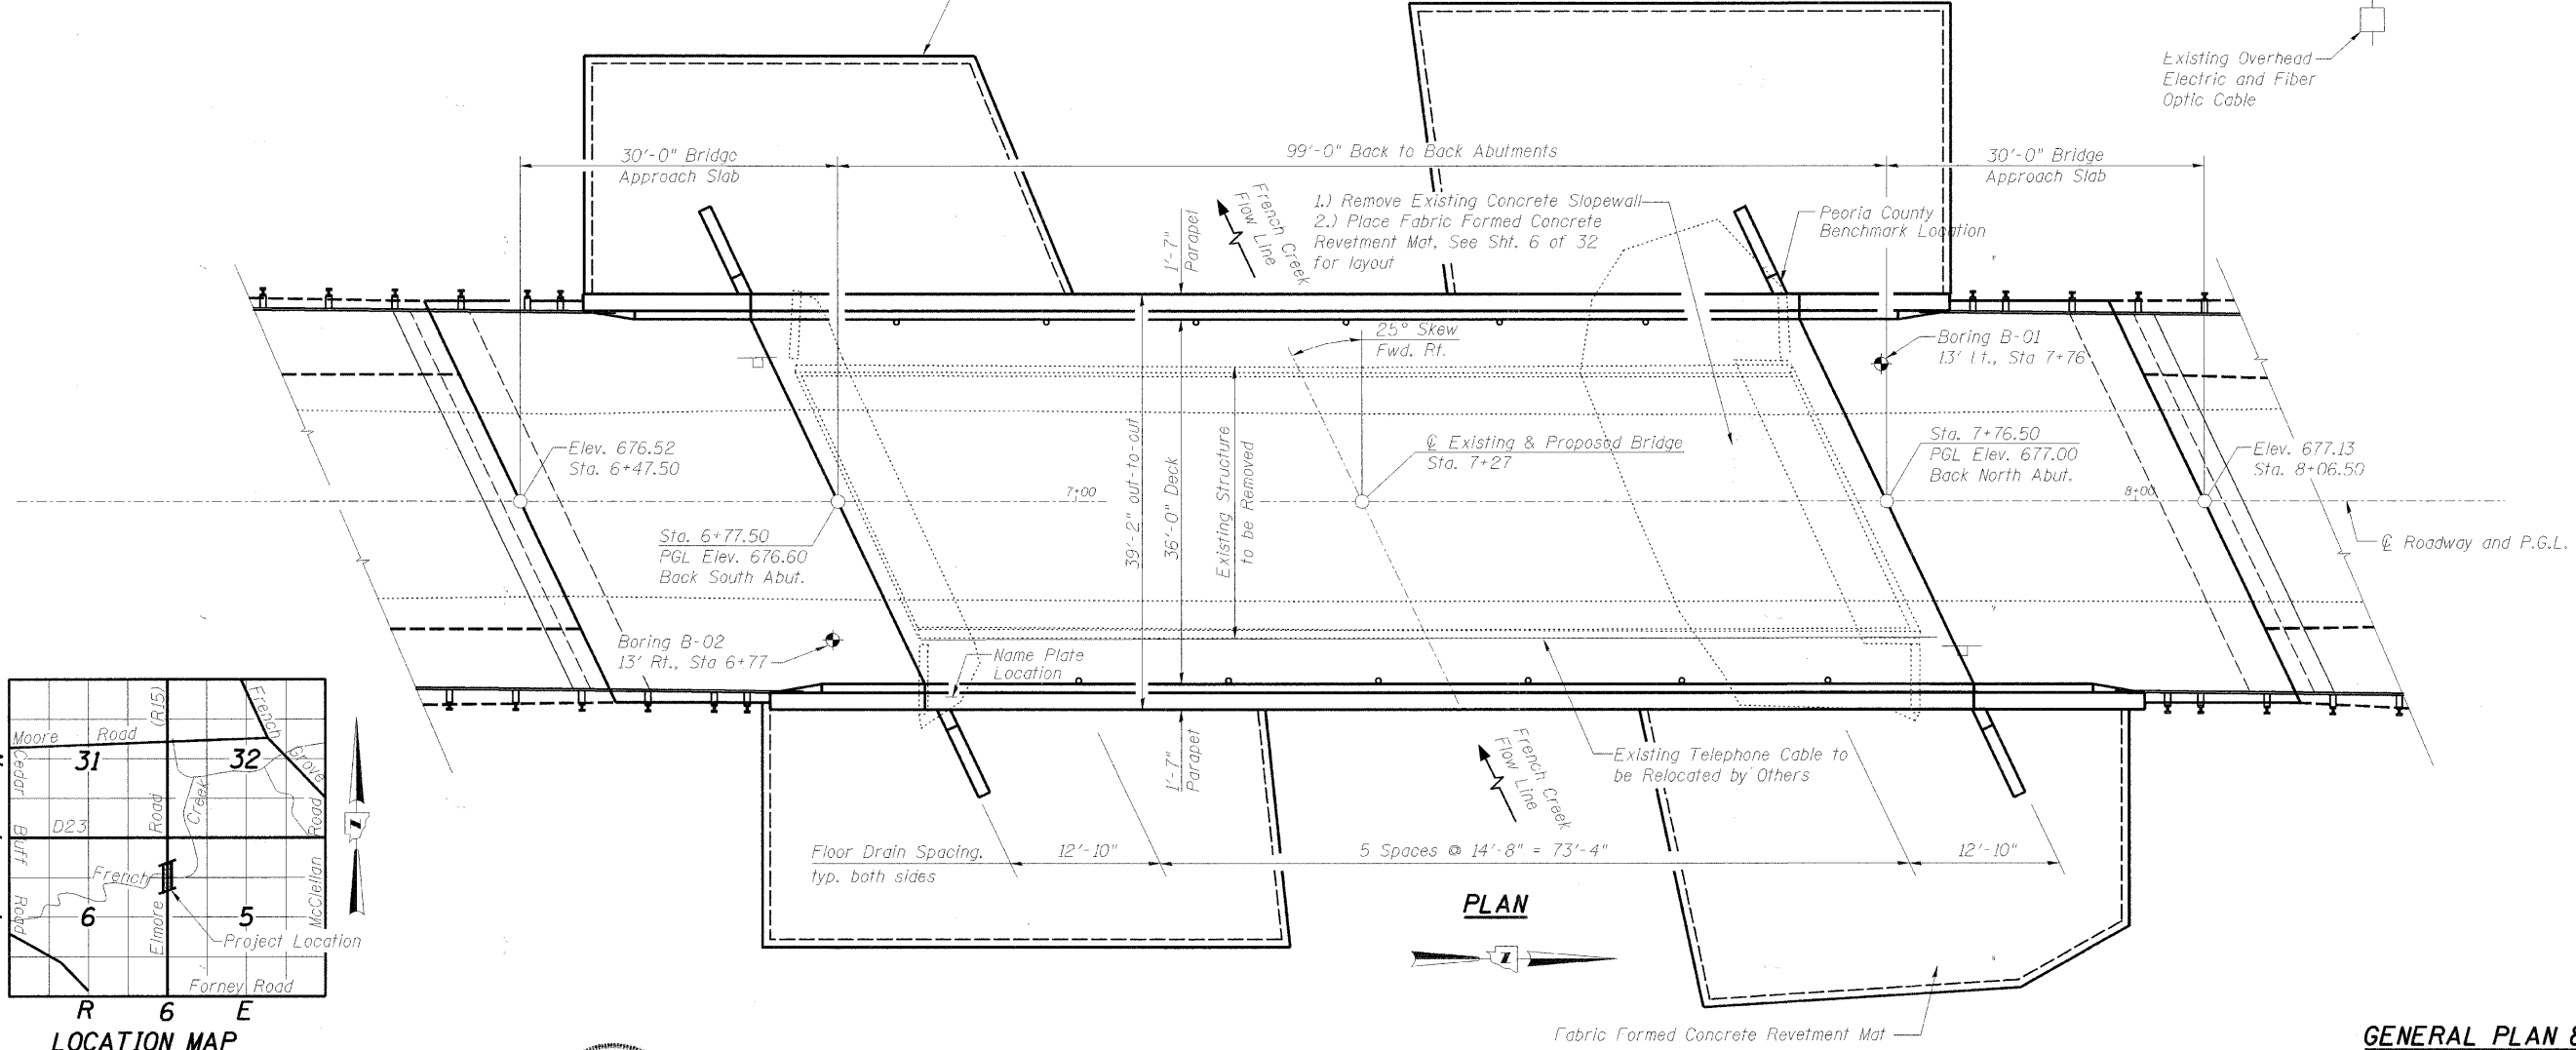 Existing Overhead
Electric and Fiber
Optic Cable
30'-0" Bridge
Approach Slab
99'-0" Back to Back Abutments
30'-0" Bridge
Approach Slab
1'-7"
Parapet
French Creek
Flow Line
1.) Remove Existing Concrete Slopewall
2.) Place Fabric Formed Concrete
Revetment Mat, See Sht. 6 of 32
for layout
Peoria County
Benchmark Location
25° Skew
Fwd. Rt.
Boring B-01
13' Lt., Sta 7+76
Elev. 676.52
Sta. 6+47.50
39'-2" out-to-out
36'-0" Deck
Existing Structure
to be Removed
℄ Existing & Proposed Bridge
Sta. 7+27
Sta. 7+76.50
PGL Elev. 677.00
Back North Abut.
Elev. 677.13
Sta. 8+06.50
7+00
8+00
Sta. 6+77.50
PGL Elev. 676.60
Back South Abut.
℄ Roadway and P.G.L.
Boring B-02
13' Rt., Sta 6+77
Name Plate
Location
1'-7"
Parapet
French Creek
Flow Line
Existing Telephone Cable to
be Relocated by Others
Floor Drain Spacing,
typ. both sides
12'-10"
5 Spaces @ 14'-8" = 73'-4"
12'-10"
PLAN
Z
Fabric Formed Concrete Revetment Mat
Moore Road
(R15)
French Grove Road
31
32
Cedar Buff Road
D23
Elmore Road
Creek
French
McClellan
6
5
Project Location
Forney Road
R 6 E
Z
LOCATION MAP
GENERAL PLAN &